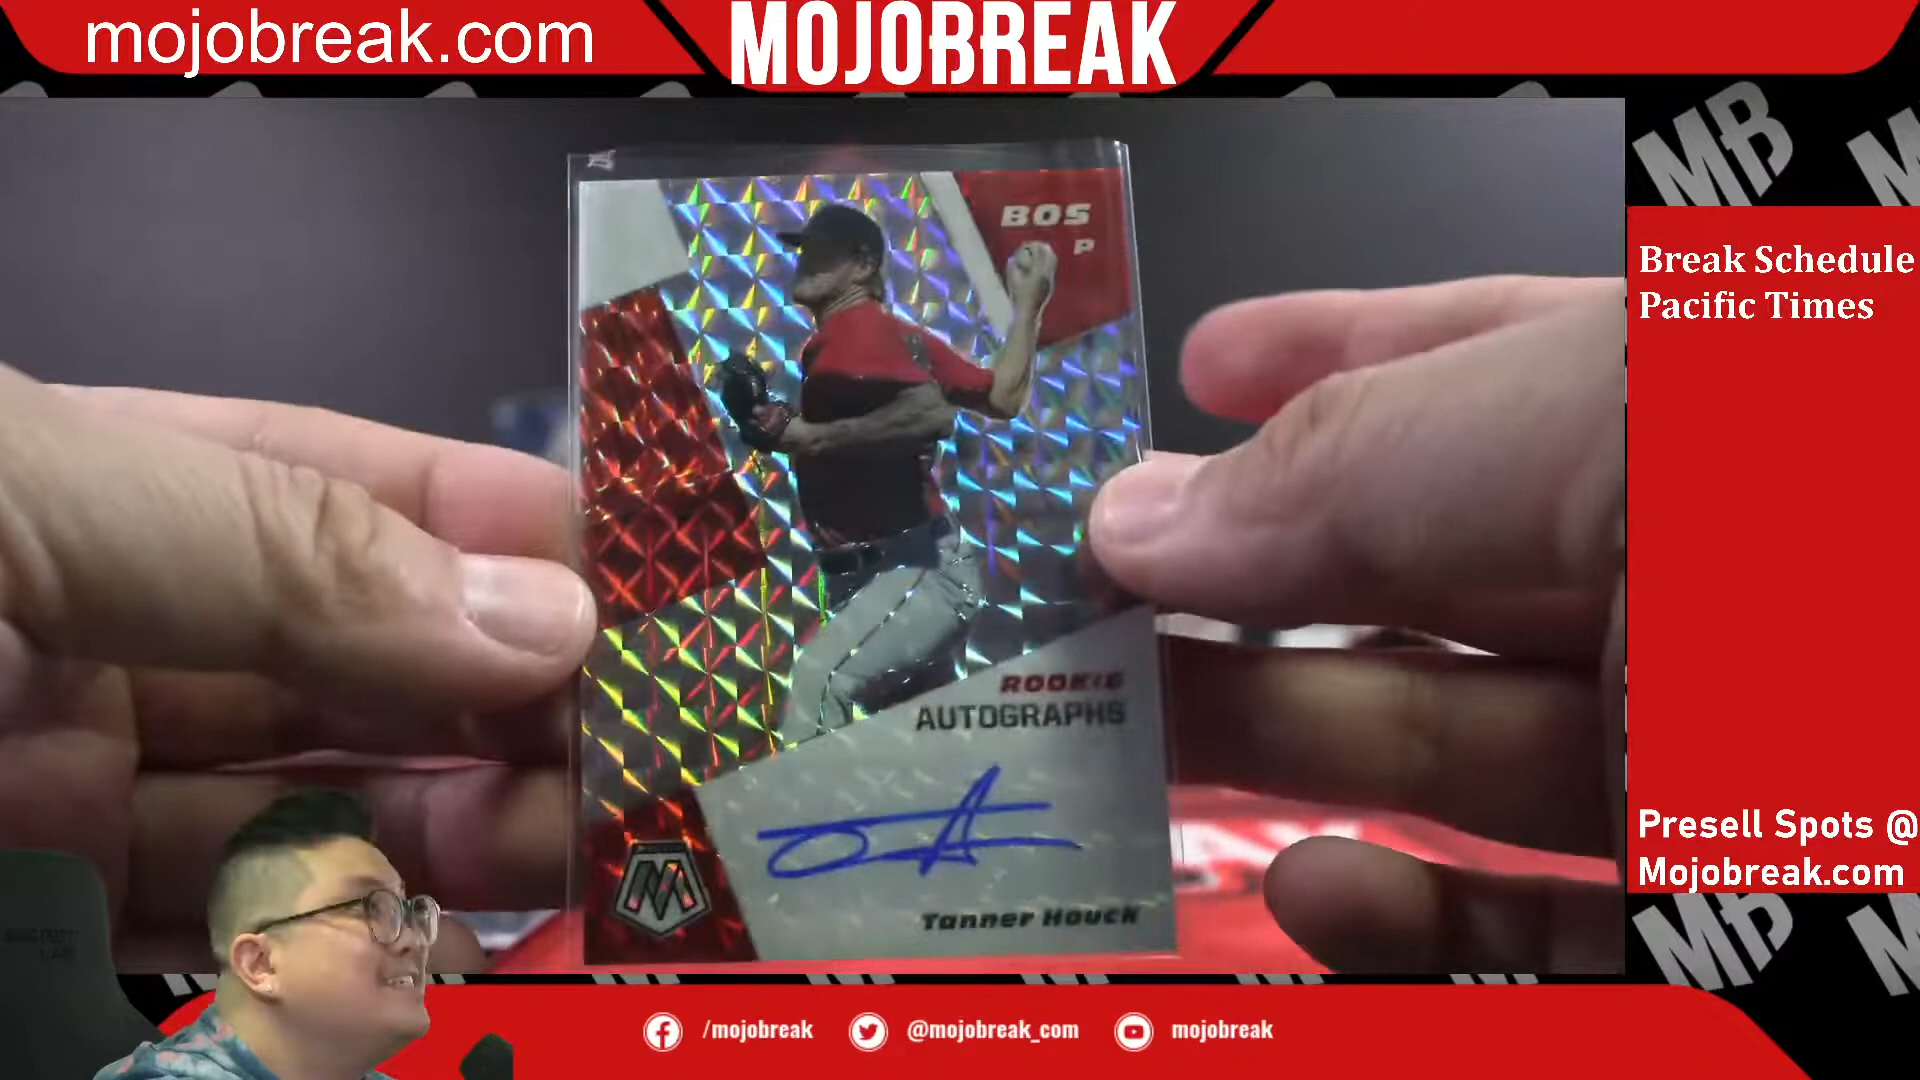 mojobreak.com
MOJOBREAK
BOS
P
Break Schedule
Pacific Times
ROOKIE
AUTOGRAPHS
Tanner Houck
Presell Spots @
Mojobreak.com
MB
/mojobreak
@mojobreak_com
mojobreak